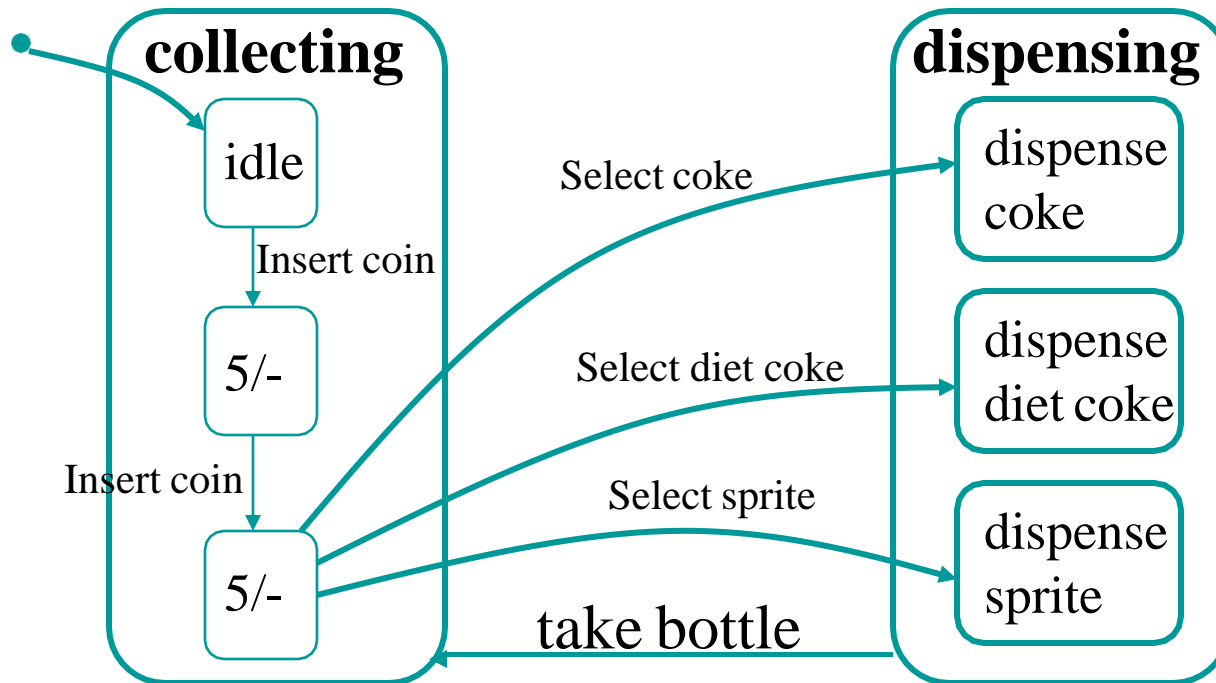 collecting
idle
Insert coin
5/-
Insert coin
5/-
Select coke
Select diet coke
Select sprite
take bottle
dispensing
dispense
coke
dispense
diet coke
dispense
sprite